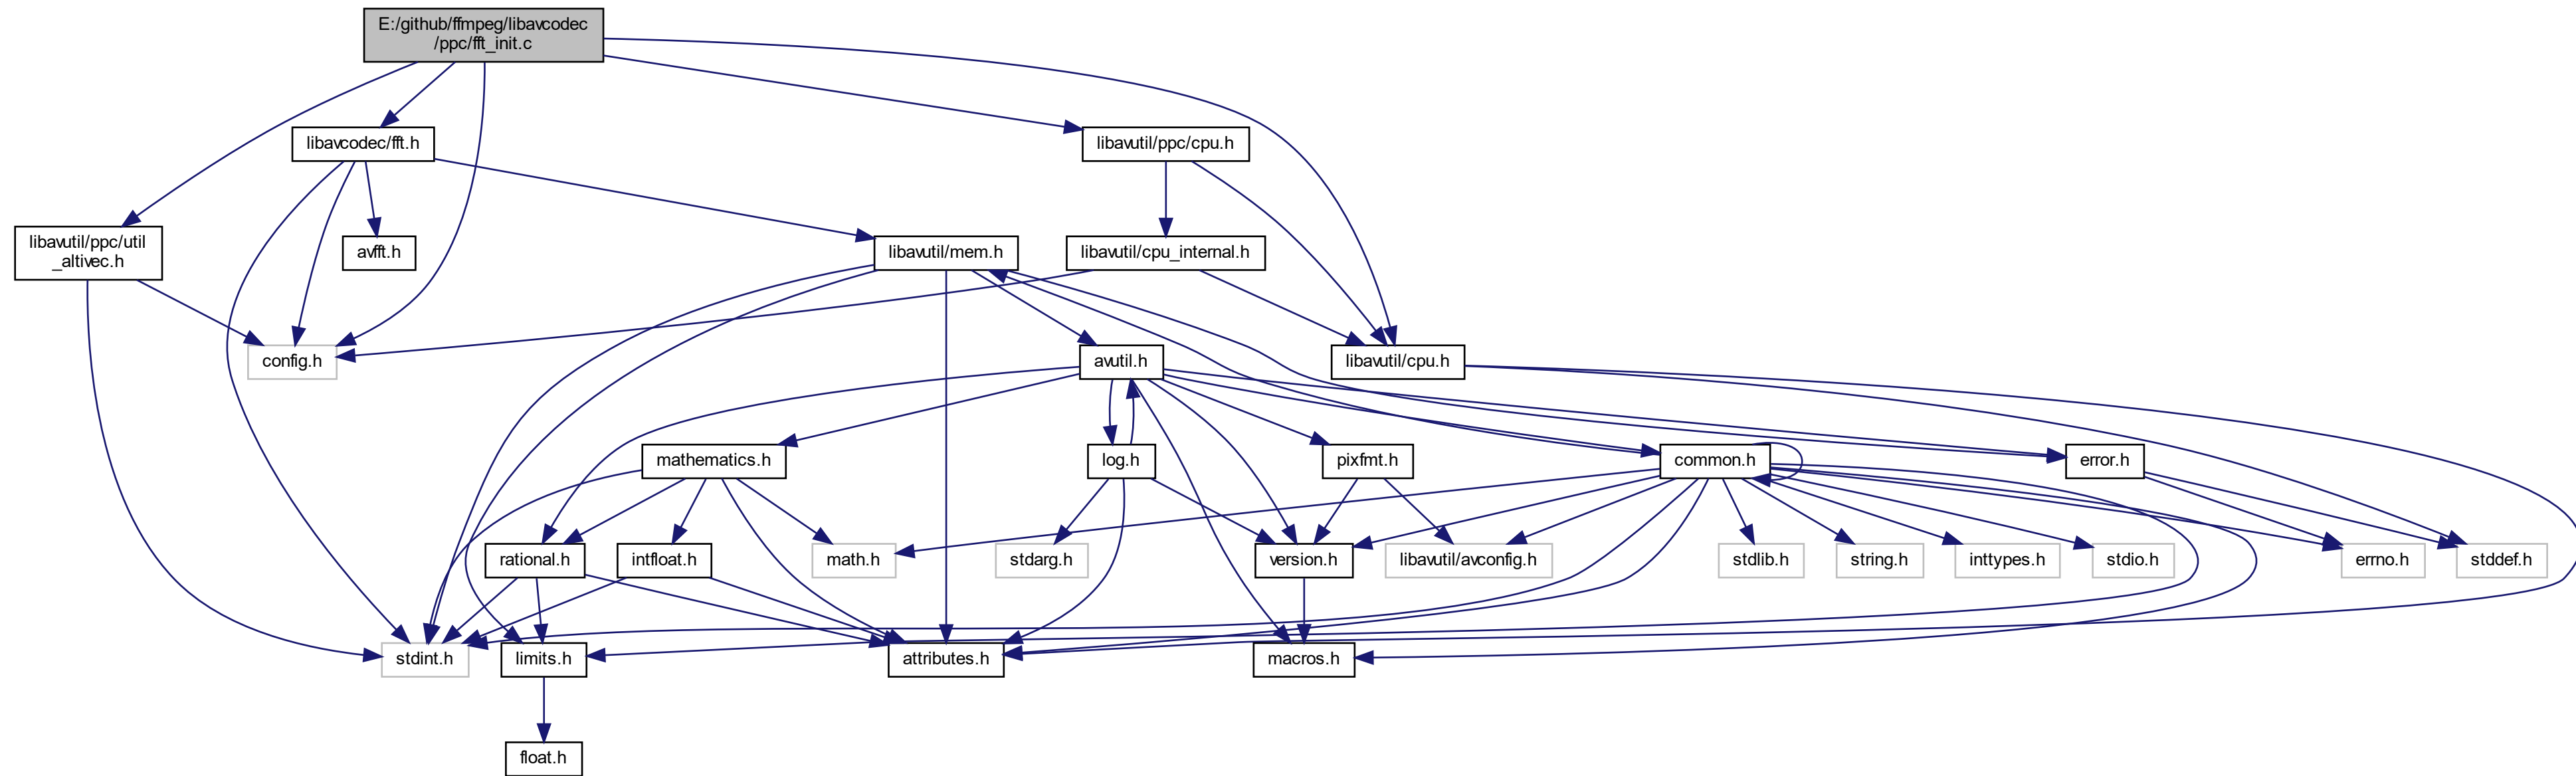 E:/github/ffmpeg/libavcodec
/ppc/fft_init.c
libavcodec/fft.h
libavutil/ppc/cpu.h
libavutil/ppc/util
_altivec.h
avfft.h
libavutil/mem.h
libavutil/cpu_internal.h
config.h
avutil.h
libavutil/cpu.h
mathematics.h
log.h
pixfmt.h
common.h
error.h
rational.h
intfloat.h
math.h
stdarg.h
version.h
libavutil/avconfig.h
stdlib.h
string.h
inttypes.h
stdio.h
errno.h
stddef.h
stdint.h
limits.h
attributes.h
macros.h
float.h